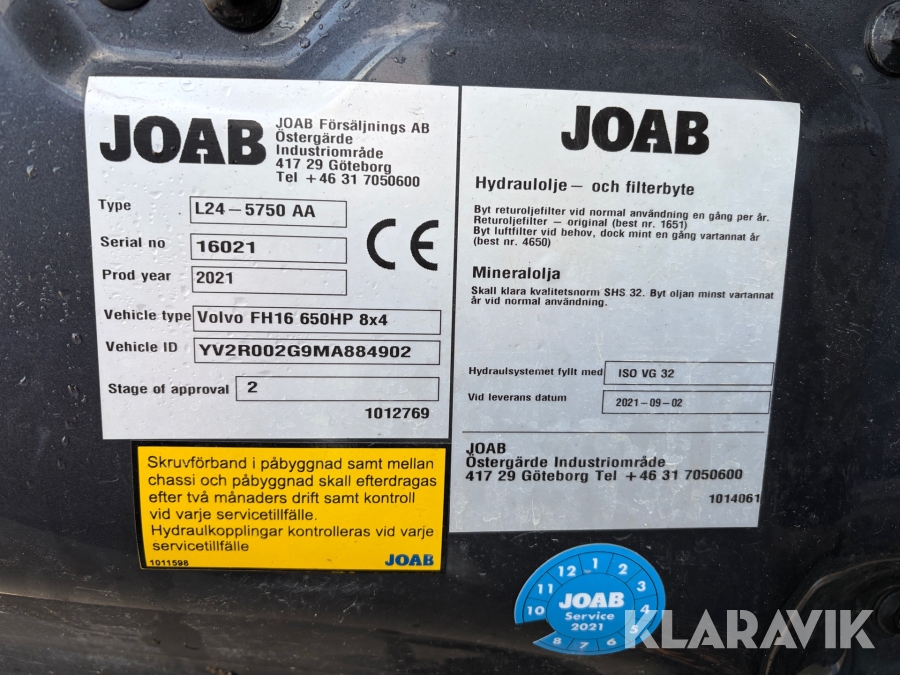 JOAB
JOAB Försäljnings AB
Östergärde
Industriområde
417 29 Göteborg
Tel +46 31 7050600
Type L24-5750 AA
Serial no 16021
Prod year 2021
CE
Vehicle type Volvo FH16 650HP 8x4
Vehicle ID YV2R002G9MA884902
Stage of approval 2
1012769
JOAB
Hydraulolje- och filterbyte
Byt returoljefilter vid normal användning en gång per år.
Returoljefilter - original (best nr. 1651)
Byt luftfilter vid behov, dock mint en gång vartannat år
(best nr. 4650)
Mineralolja
Skall klara kvalitetsnorm SHS 32. Byt oljan minst vartannat
år vid normal användning.
Hydraulsystemet fyllt med ISO VG 32
Vid leverans datum 2021-09-02
JOAB
Östergärde Industriområde
417 29 Göteborg Tel +46 31 7050600
1014061
Skruvförband i påbyggnad samt mellan
chassi och påbyggnad skall efterdragas
efter två månaders drift samt kontroll
vid varje servicetillfälle.
Hydraulkopplingar kontrolleras vid varje
servicetillfälle
1011598 JOAB
12 1 2 3 4 5 6 7 8 10 11
JOAB
Service
2021
KLARAVIK